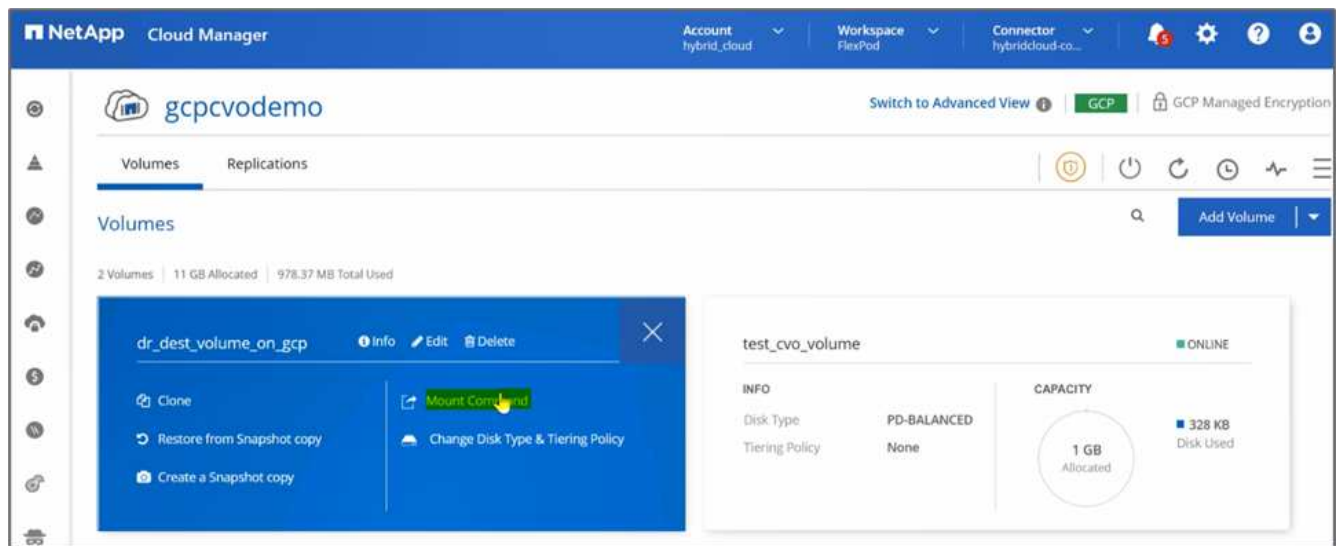 NetApp Cloud Manager
Account
hybrid_cloud
Workspace
FlexPod
Connector
hybridcloud-co...
5
gcpcvodemo
Switch to Advanced View
GCP
GCP Managed Encryption
Volumes
Replications
Volumes
Add Volume
2 Volumes | 11 GB Allocated | 978.37 MB Total Used
dr_dest_volume_on_gcp
Info
Edit
Delete
Clone
Mount Command
Restore from Snapshot copy
Change Disk Type & Tiering Policy
Create a Snapshot copy
test_cvo_volume
ONLINE
INFO
CAPACITY
Disk Type PD-BALANCED
Tiering Policy None
1 GB
Allocated
328 KB
Disk Used